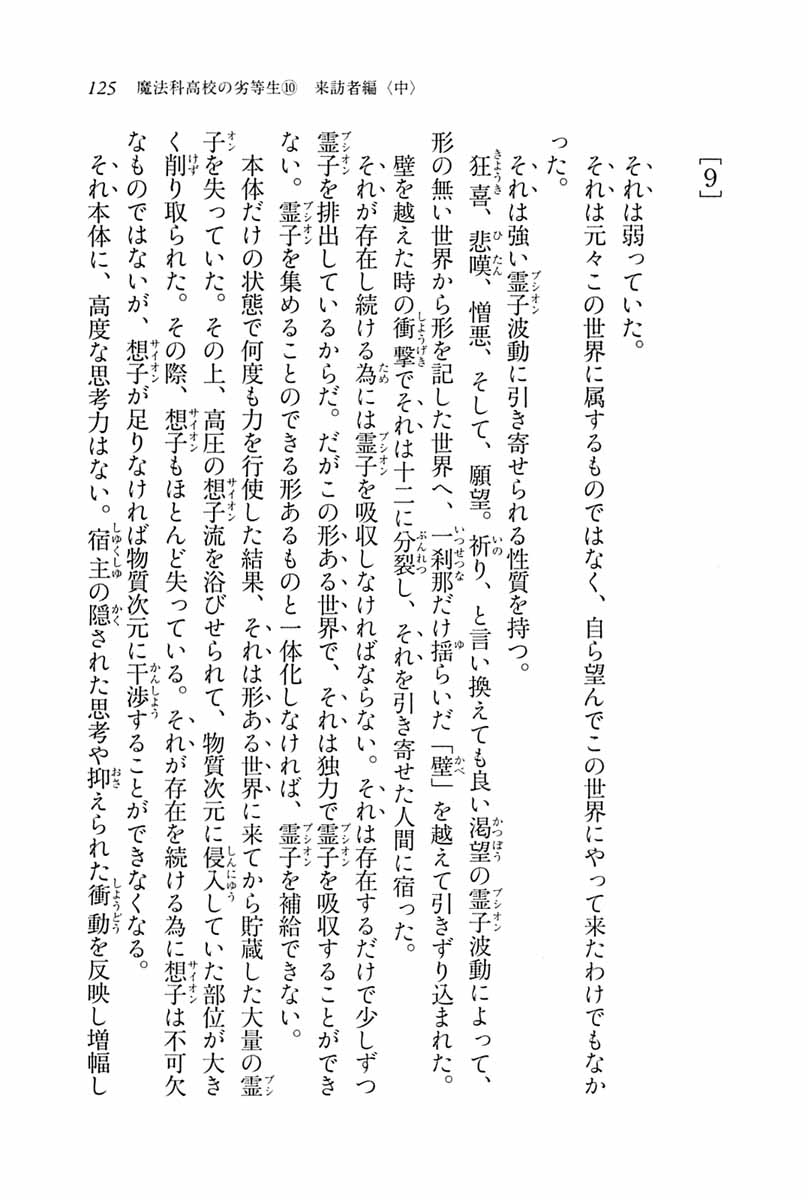 125 魔法科高校の劣等生⑩ 来訪者編〈中〉
［9］
それは弱っていた。
それは元々この世界に属するものではなく、自ら望んでこの世界にやって来たわけでもなか
った。
それは強い霊子波動に引き寄せられる性質を持つ。
狂喜、悲嘆、憎悪、そして、願望。祈り、と言い換えても良い渇望の霊子波動によって、
形の無い世界から形を記した世界へ、一刹那だけ揺らいだ「壁」を越えて引きずり込まれた。
壁を越えた時の衝撃でそれは十二に分裂し、それを引き寄せた人間に宿った。
それが存在し続ける為には霊子を吸収しなければならない。それは存在するだけで少しずつ
霊子を排出しているからだ。だがこの形ある世界で、それは独力で霊子を吸収することができ
ない。霊子を集めることのできる形あるものと一体化しなければ、霊子を補給できない。
本体だけの状態で何度も力を行使した結果、それは形ある世界に来てから貯蔵した大量の霊
子を失っていた。その上、高圧の想子流を浴びせられて、物質次元に侵入していた部位が大き
く削り取られた。その際、想子もほとんど失っている。それが存在を続ける為に想子は不可欠
なものではないが、想子が足りなければ物質次元に干渉することができなくなる。
それ本体に、高度な思考力はない。宿主の隠された思考や抑えられた衝動を反映し増幅し